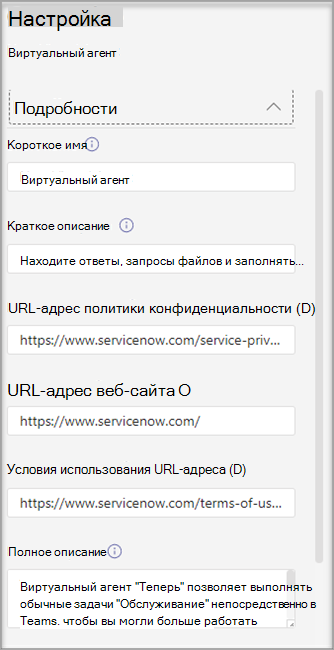 Настройка
Виртуальный агент
Подробности
Короткое имя
Виртуальный агент
Краткое описание
Находите ответы, запросы файлов и заполнять...
URL-адрес политики конфиденциальности (D)
https://www.servicenow.com/service-priv...
URL-адрес веб-сайта O
https://www.servicenow.com/
Условия использования URL-адреса (D)
https://www.servicenow.com/terms-of-us...
Полное описание
Виртуальный агент "Теперь" позволяет выполнять
обычные задачи "Обслуживание" непосредственно в
Teams. чтобы вы могли больше работать